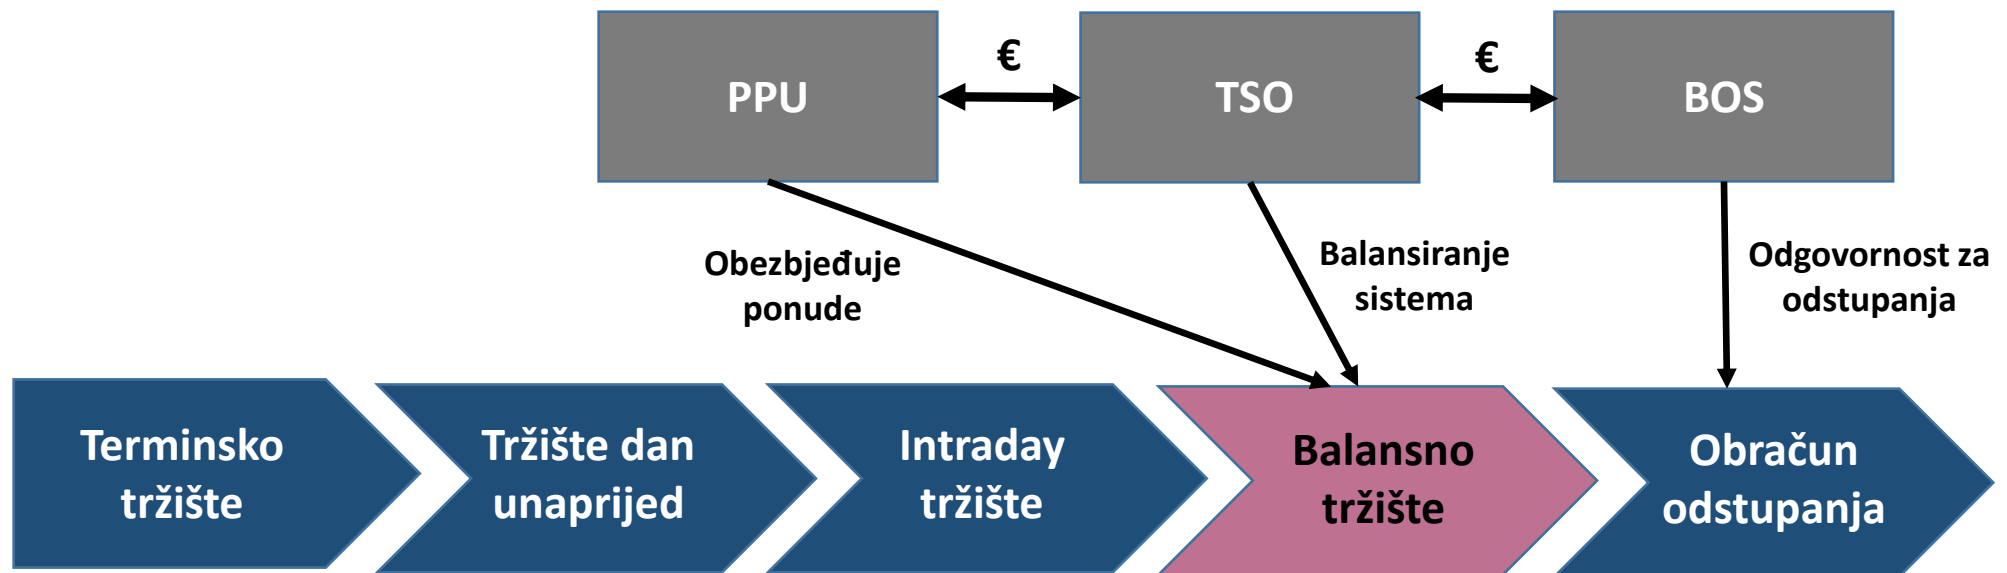 PPU
€
TSO
€
BOS
Obezbjeđuje
ponude
Balansiranje
sistema
Odgovornost za
odstupanja
Terminsko
tržište
Tržište dan
unaprijed
Intraday
tržište
Balansno
tržište
Obračun
odstupanja